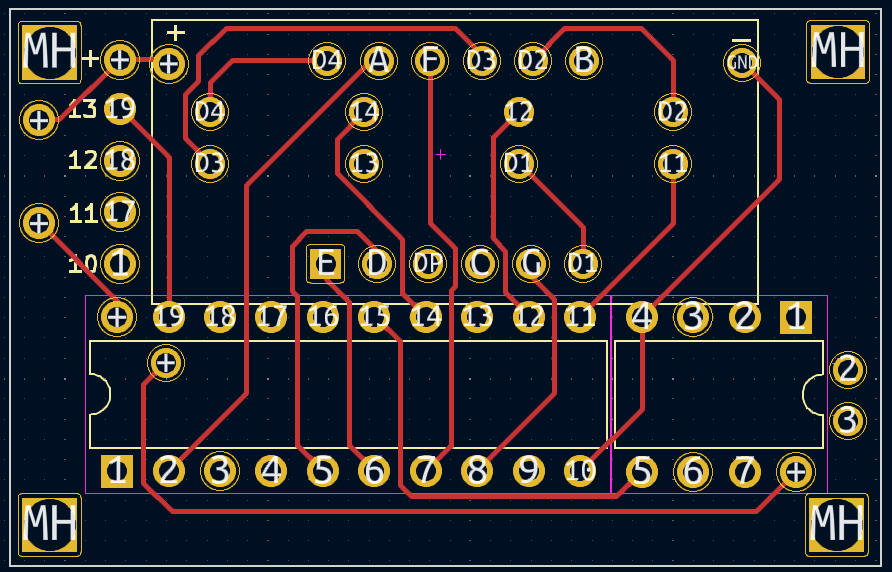 MH + + + D4 A F D3 D2 B − GND MH
+ 13 19 D4 14 12 D2
12 18 D3 13 D1 11
+ 11 17
10 1 E D DP C G D1
+ 19 18 17 16 15 14 13 12 11 4 3 2 1
+ 2
3
1 2 3 4 5 6 7 8 9 10 5 6 7 +
MH MH